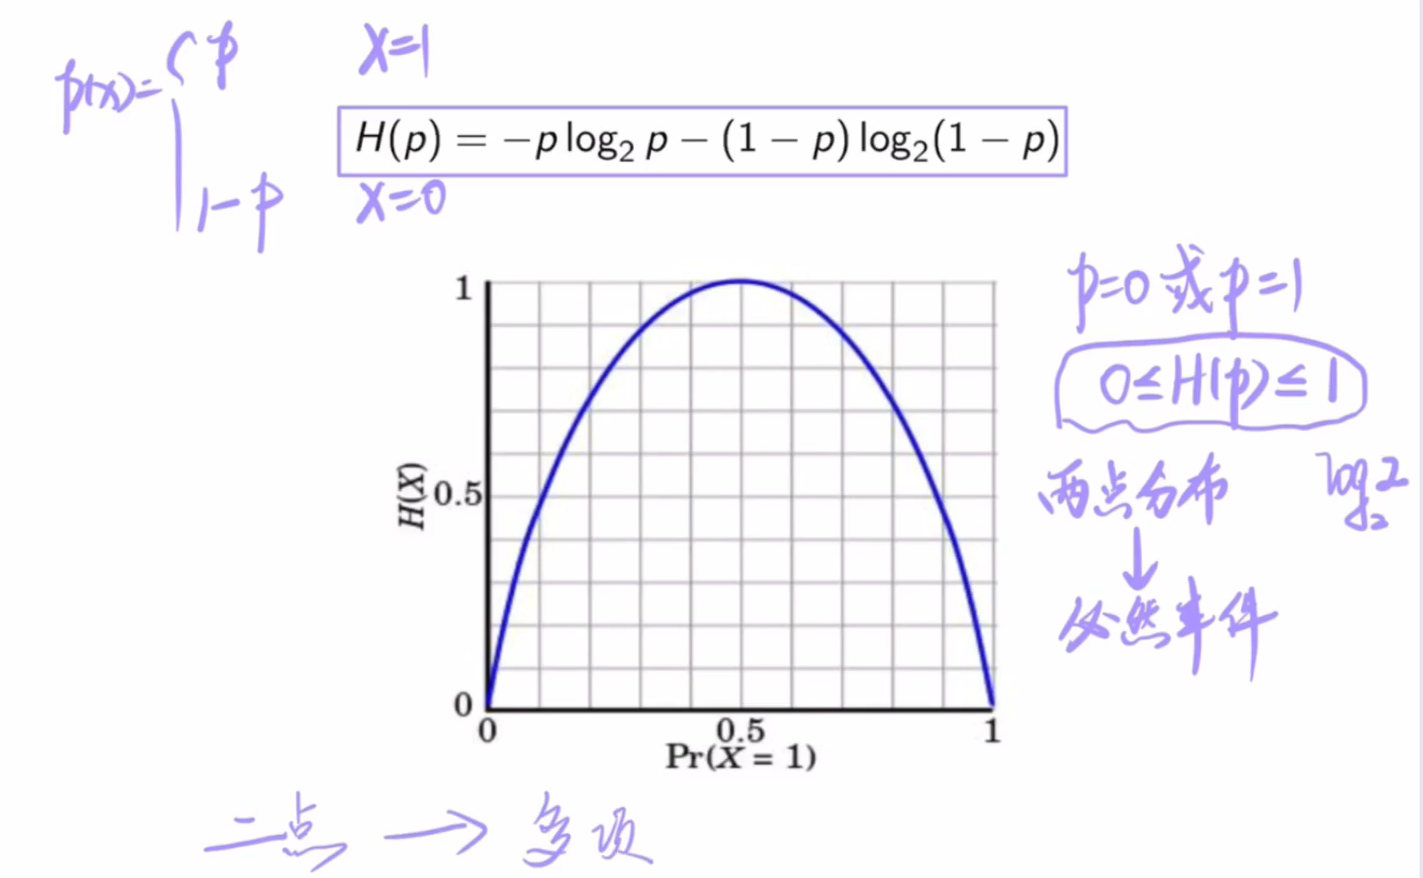 p(x)= { p X=1
H(p) = −p log₂ p − (1 − p) log₂(1 − p)
1-p X=0
p=0 或 p=1
0≤H(p)≤1
两点分布 log₂2
↓
必然事件
1
0.5
0
H(X)
0 0.5 1
Pr(X = 1)
二点 → 多项